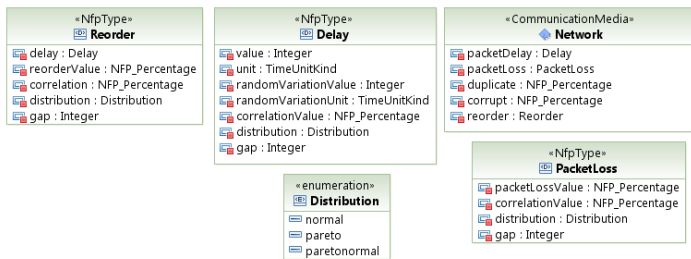 «NfpType»
Reorder
delay : Delay
reorderValue : NFP_Percentage
correlation : NFP_Percentage
distribution : Distribution
gap : Integer
«NfpType»
Delay
value : Integer
unit : TimeUnitKind
randomVariationValue : Integer
randomVariationUnit : TimeUnitKind
correlationValue : NFP_Percentage
distribution : Distribution
gap : Integer
«CommunicationMedia»
Network
packetDelay : Delay
packetLoss : PacketLoss
duplicate : NFP_Percentage
corrupt : NFP_Percentage
reorder : Reorder
«NfpType»
PacketLoss
packetLossValue : NFP_Percentage
correlationValue : NFP_Percentage
distribution : Distribution
gap : Integer
«enumeration»
Distribution
normal
pareto
paretonormal